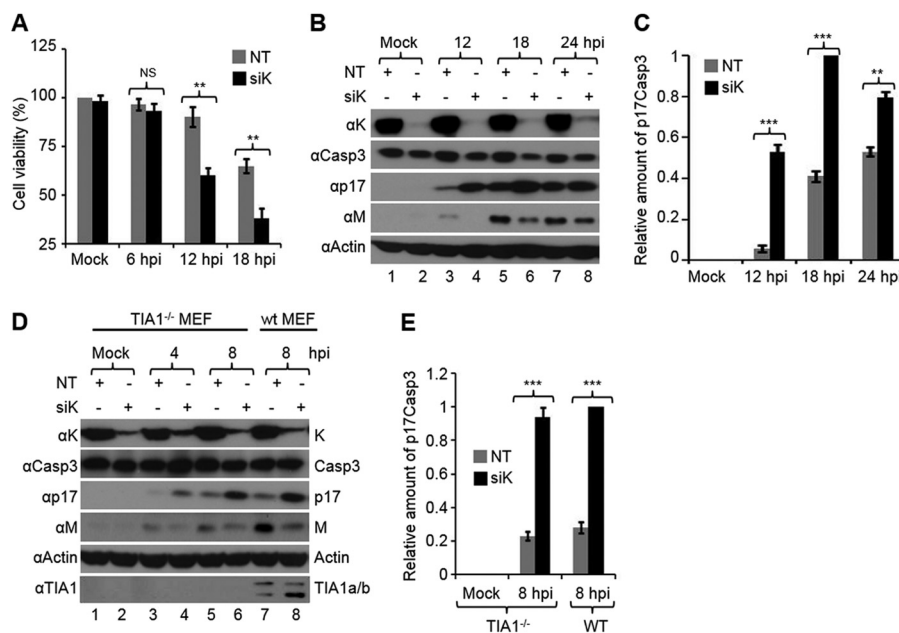 A
Cell viability (%)
125
100
75
50
25
NS
**
**
NT
siK
Mock 6 hpi 12 hpi 18 hpi
B
Mock 12 18 24 hpi
NT + - + - + - + -
siK - + - + - + - +
αK
αCasp3
αp17
αM
αActin
1 2 3 4 5 6 7 8
C
Relative amount of p17Casp3
1
0.8
0.6
0.4
0.2
0
NT
siK
***
***
**
Mock 12 hpi 18 hpi 24 hpi
D
TIA1-/- MEF wt MEF
Mock 4 8 8 hpi
NT + - + - + - + -
siK - + - + - + - +
αK K
αCasp3 Casp3
αp17 p17
αM M
αActin Actin
αTIA1 TIA1a/b
1 2 3 4 5 6 7 8
E
Relative amount of p17Casp3
1.2
1
0.8
0.6
0.4
0.2
0
NT
siK
***
***
Mock 8 hpi 8 hpi
TIA1-/- WT